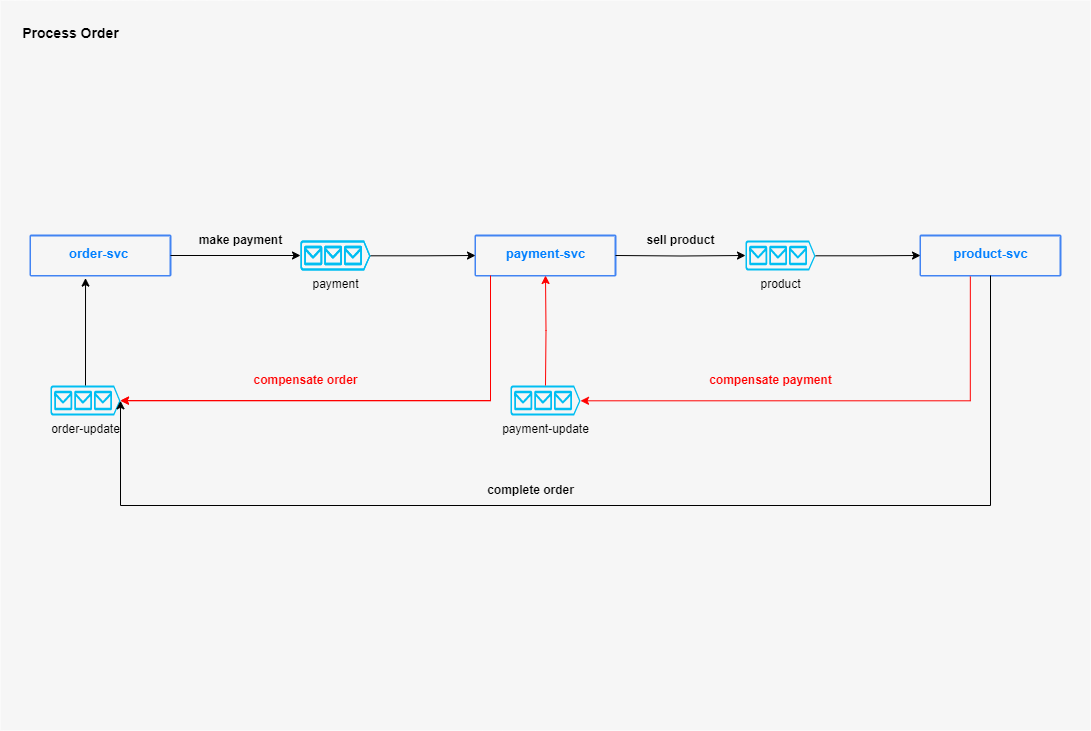 Process Order
make payment
sell product
order-svc
payment-svc
product-svc
payment
product
compensate order
compensate payment
order-update
payment-update
complete order